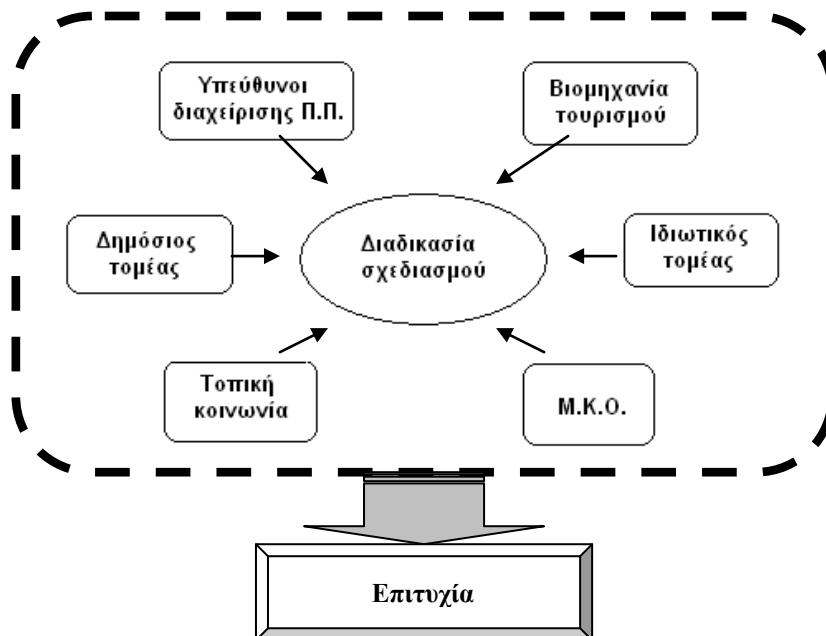 Υπεύθυνοι
διαχείρισης Π.Π.
Βιομηχανία
τουρισμού
Δημόσιος
τομέας
Διαδικασία
σχεδιασμού
Ιδιωτικός
τομέας
Τοπική
κοινωνία
Μ.Κ.Ο.
Επιτυχία